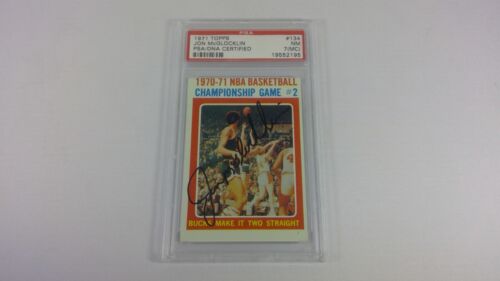 PSA
1971 TOPPS #134
JON McGLOCKLIN NM
PSA/DNA CERTIFIED 7(MC)
19552195
1970-71 NBA BASKETBALL
CHAMPIONSHIP GAME #2
BUCKS MAKE IT TWO STRAIGHT